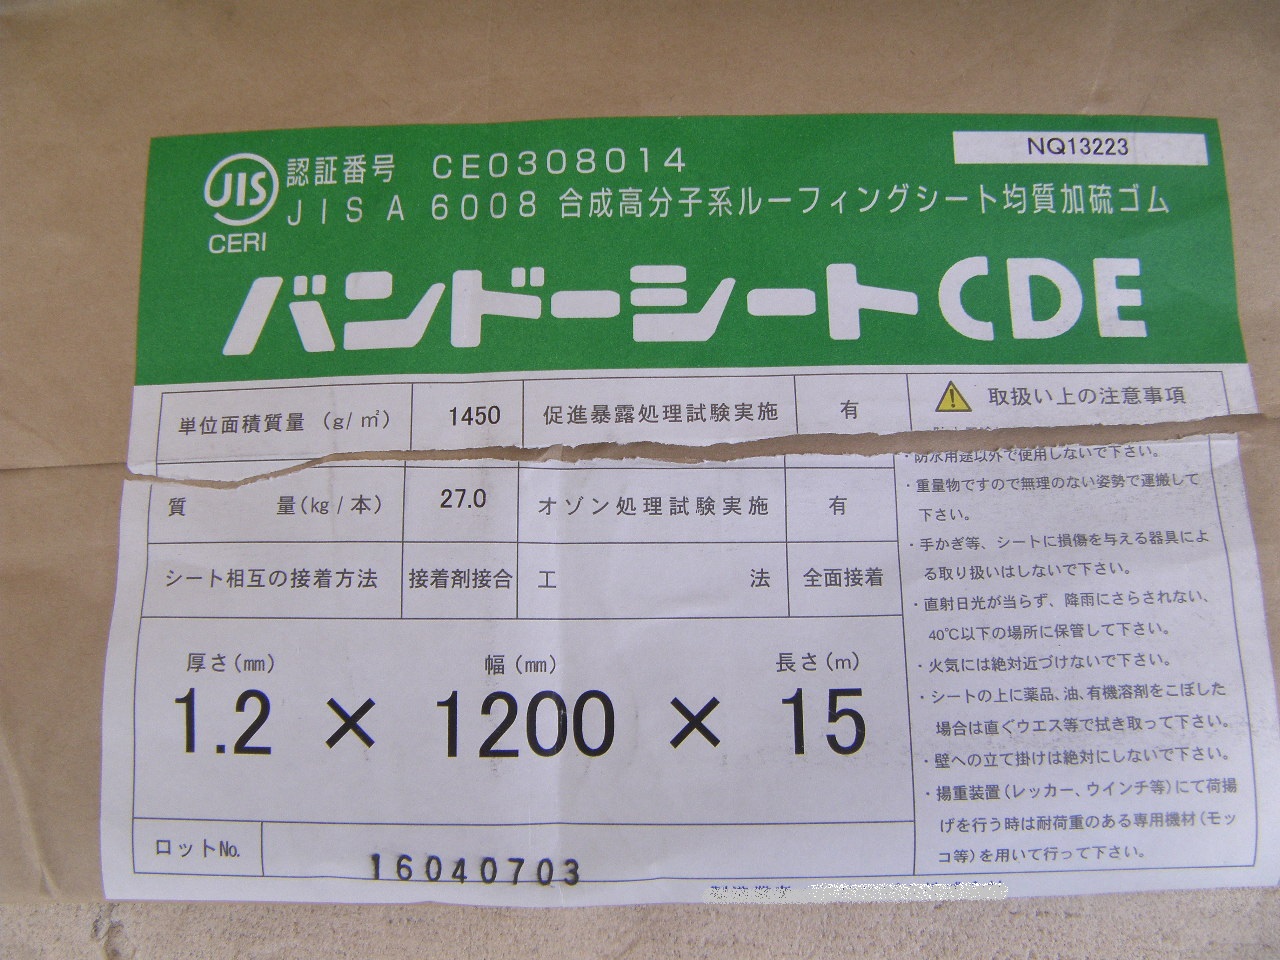 JIS
CERI
認証番号 CE0308014
NQ13223
JIS A 6008 合成高分子系ルーフィングシート均質加硫ゴム
バンドーシートCDE
単位面積質量 (g/㎡) 1450 促進暴露処理試験実施 有
質量(kg/本) 27.0 オゾン処理試験実施 有
シート相互の接着方法 接着剤接合 工法 全面接着
厚さ(㎜) 幅(㎜) 長さ(m)
1.2 × 1200 × 15
ロット№. 16040703
取扱い上の注意事項
・防水用途以外で使用しないで下さい。
・重量物ですので無理のない姿勢で運搬して
下さい。
・手かぎ等、シートに損傷を与える器具によ
る取り扱いはしないで下さい。
・直射日光が当らず、降雨にさらされない、
40℃以下の場所に保管して下さい。
・火気には絶対近づけないで下さい。
・シートの上に薬品、油、有機溶剤をこぼした
場合は直ぐウエス等で拭き取って下さい。
・壁への立て掛けは絶対にしないで下さい。
・揚重装置(レッカー、ウインチ等)にて荷揚
げを行う時は耐荷重のある専用機材(モッ
コ等)を用いて行って下さい。